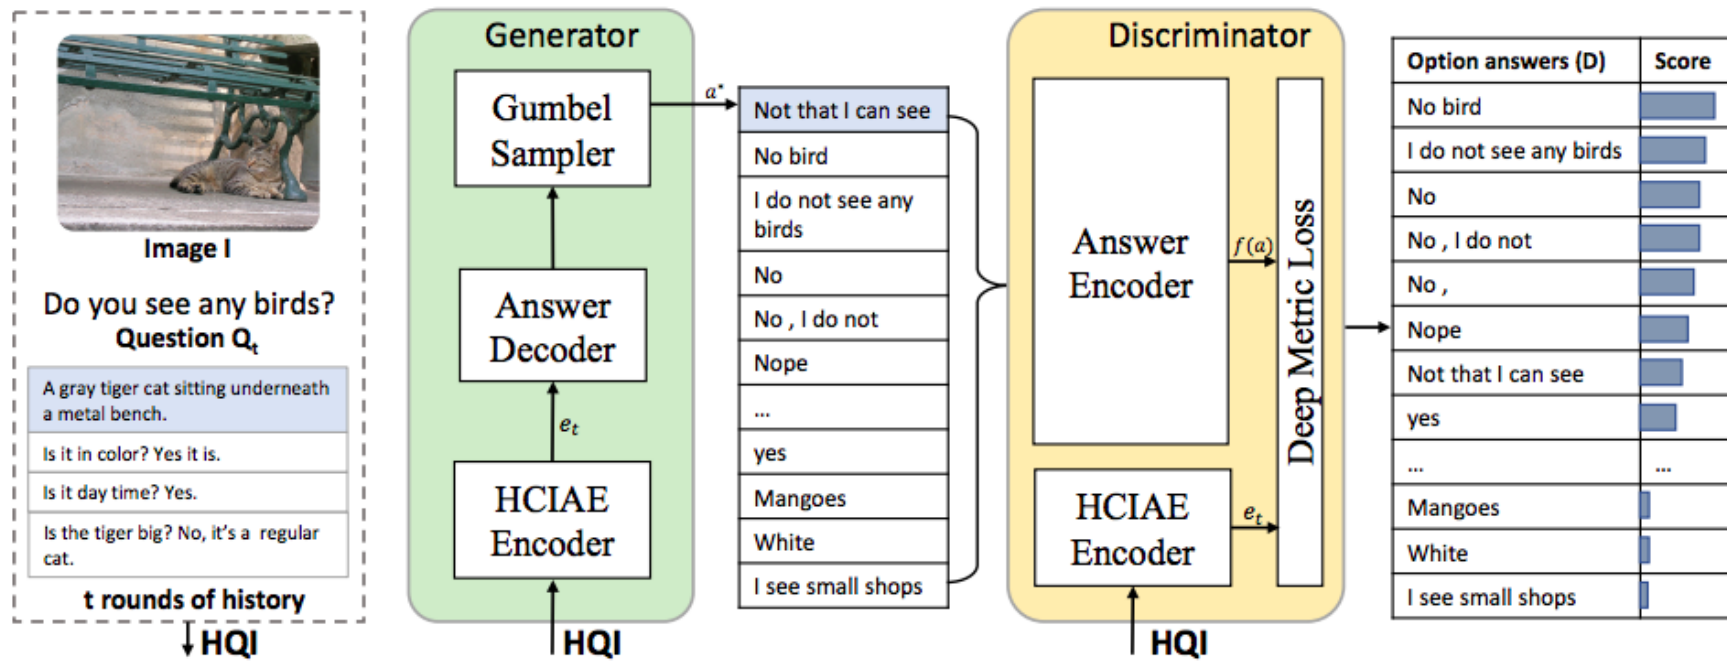 Image I
Do you see any birds?
Question Qt
A gray tiger cat sitting underneath
a metal bench.
Is it in color? Yes it is.
Is it day time? Yes.
Is the tiger big? No, it's a regular
cat.
t rounds of history
HQI
Generator
Gumbel
Sampler
Answer
Decoder
et
HCIAE
Encoder
HQI
a*
Not that I can see
No bird
I do not see any
birds
No
No , I do not
Nope
...
yes
Mangoes
White
I see small shops
Discriminator
Answer
Encoder
f(a)
HCIAE
Encoder
et
Deep Metric Loss
HQI
Option answers (D) Score
No bird
I do not see any birds
No
No , I do not
No ,
Nope
Not that I can see
yes
... ...
Mangoes
White
I see small shops